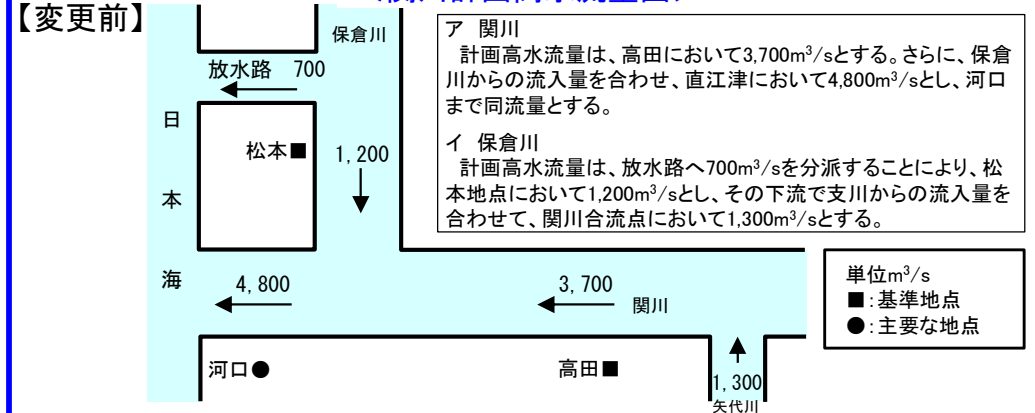 【変更前】
保倉川
放水路 700
日本海
松本■
1,200
4,800
3,700
関川
河口●
高田■
1,300
矢代川
ア 関川
計画高水流量は、高田において3,700m³/sとする。さらに、保倉
川からの流入量を合わせ、直江津において4,800m³/sとし、河口
まで同流量とする。
イ 保倉川
計画高水流量は、放水路へ700m³/sを分派することにより、松
本地点において1,200m³/sとし、その下流で支川からの流入量を
合わせて、関川合流点において1,300m³/sとする。
単位m³/s
■:基準地点
●:主要な地点